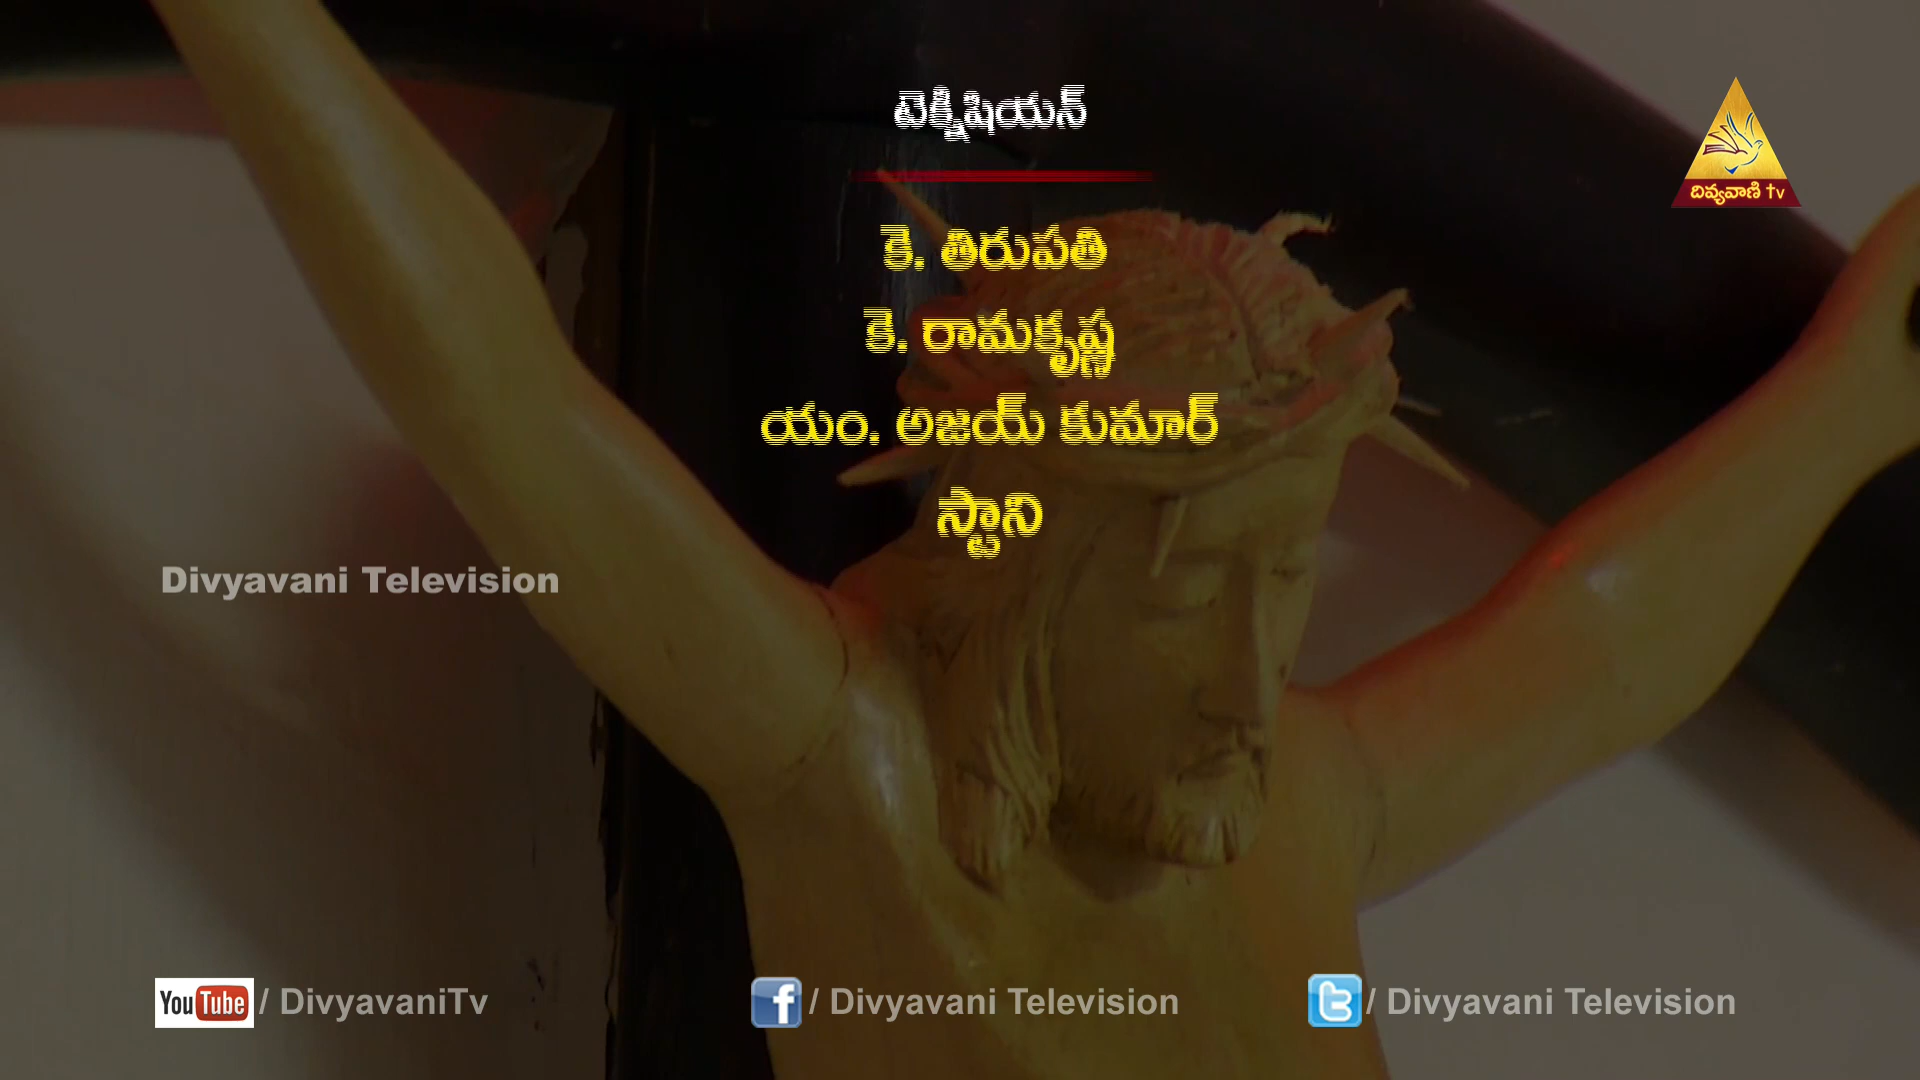 టెక్నిషియన్
దివ్యవాణి tv
కె. తిరుపతి
కె. రామకృష్ణ
యం. అజయ్ కుమార్
స్టాని
Divyavani Television
YouTube / DivyavaniTv
f / Divyavani Television
t / Divyavani Television